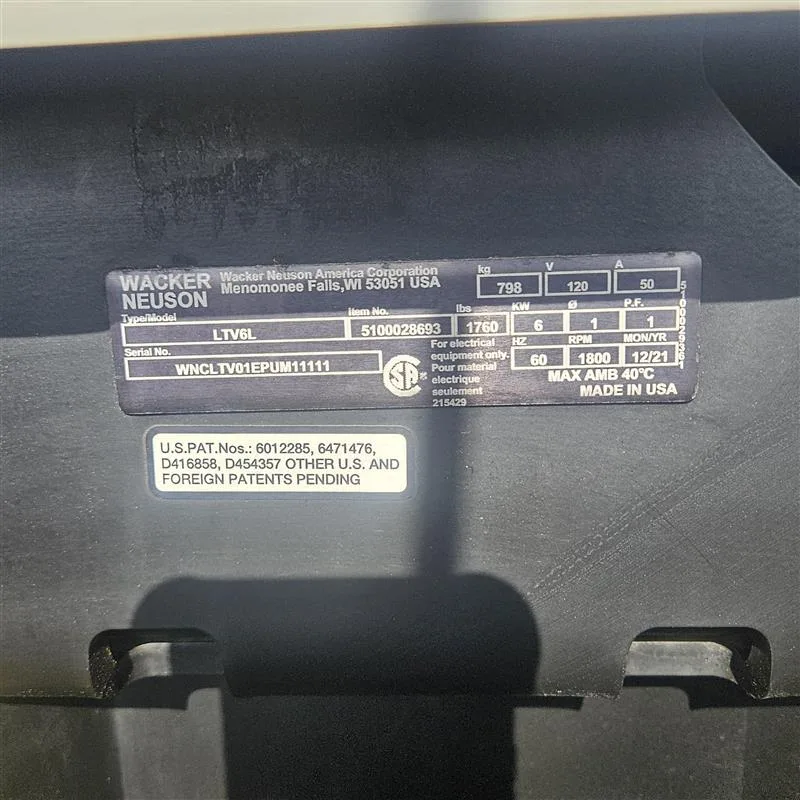 WACKER
NEUSON
Wacker Neuson America Corporation
Menomonee Falls,WI 53051 USA
kg
798
V
120
A
50
Type/Model
LTV6L
Item No.
5100028693
lbs
1760
KW
6
Ø
1
P.F.
1
Serial No.
WNCLTV01EPUM11111
CSA®
For electrical
equipment only.
Pour material
electrique
seulement
215429
HZ
60
RPM
1800
MON/YR
12/21
MAX AMB 40°C
MADE IN USA
5100029361
U.S.PAT.Nos.: 6012285, 6471476,
D416858, D454357 OTHER U.S. AND
FOREIGN PATENTS PENDING